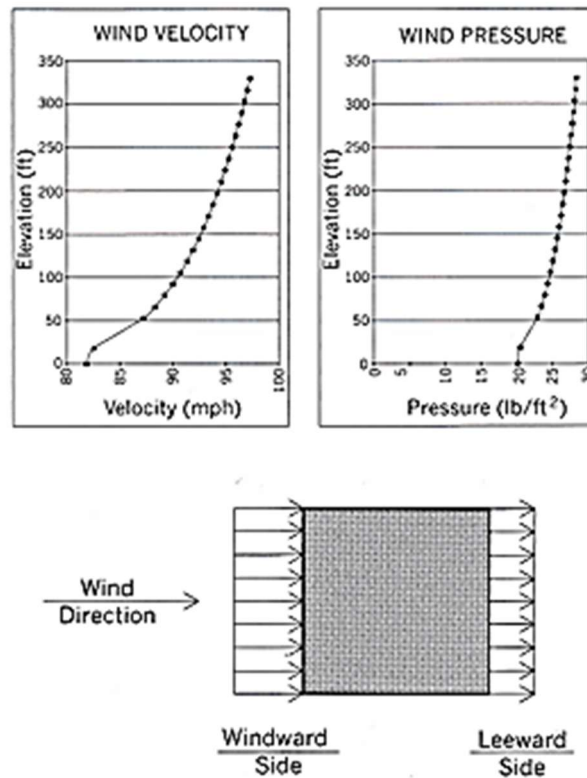 WIND VELOCITY
350
300
250
200
150
100
50
0
Elevation (ft)
80
85
90
95
100
Velocity (mph)
WIND PRESSURE
350
300
250
200
150
100
50
0
Elevation (ft)
0
5
10
15
20
25
30
Pressure (lb/ft²)
Wind
Direction
Windward
Side
Leeward
Side